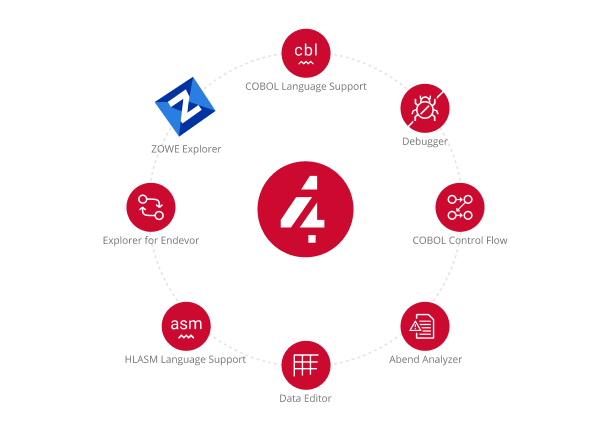 cbl
COBOL Language Support
Debugger
ZOWE Explorer
Z
4
Explorer for Endevor
COBOL Control Flow
asm
HLASM Language Support
Abend Analyzer
Data Editor